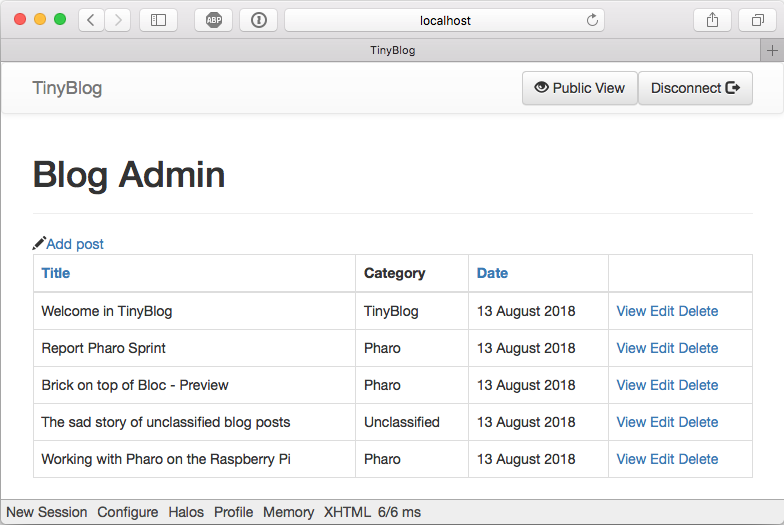 ABP
localhost
TinyBlog
TinyBlog Public View Disconnect
Blog Admin
Add post
Title Category Date
Welcome in TinyBlog TinyBlog 13 August 2018 View Edit Delete
Report Pharo Sprint Pharo 13 August 2018 View Edit Delete
Brick on top of Bloc - Preview Pharo 13 August 2018 View Edit Delete
The sad story of unclassified blog posts Unclassified 13 August 2018 View Edit Delete
Working with Pharo on the Raspberry Pi Pharo 13 August 2018 View Edit Delete
New Session Configure Halos Profile Memory XHTML 6/6 ms